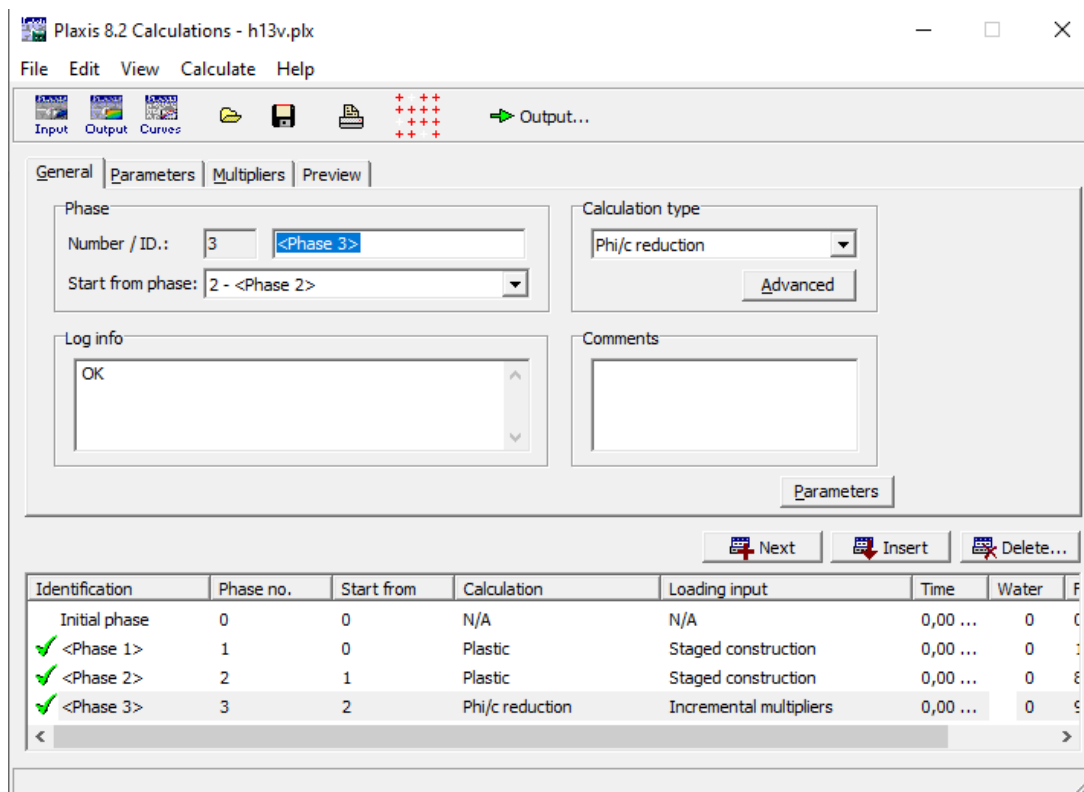 Plaxis 8.2 Calculations - h13v.plx
File Edit View Calculate Help
Input Output Curves Output...
General Parameters Multipliers Preview
Phase Calculation type
Number / ID.: 3 <Phase 3> Phi/c reduction
Start from phase: 2 - <Phase 2> Advanced
Log info Comments
OK
Parameters
Next Insert Delete...
Identification Phase no. Start from Calculation Loading input Time Water
Initial phase 0 0 N/A N/A 0,00 ... 0
<Phase 1> 1 0 Plastic Staged construction 0,00 ... 0
<Phase 2> 2 1 Plastic Staged construction 0,00 ... 0
<Phase 3> 3 2 Phi/c reduction Incremental multipliers 0,00 ... 0